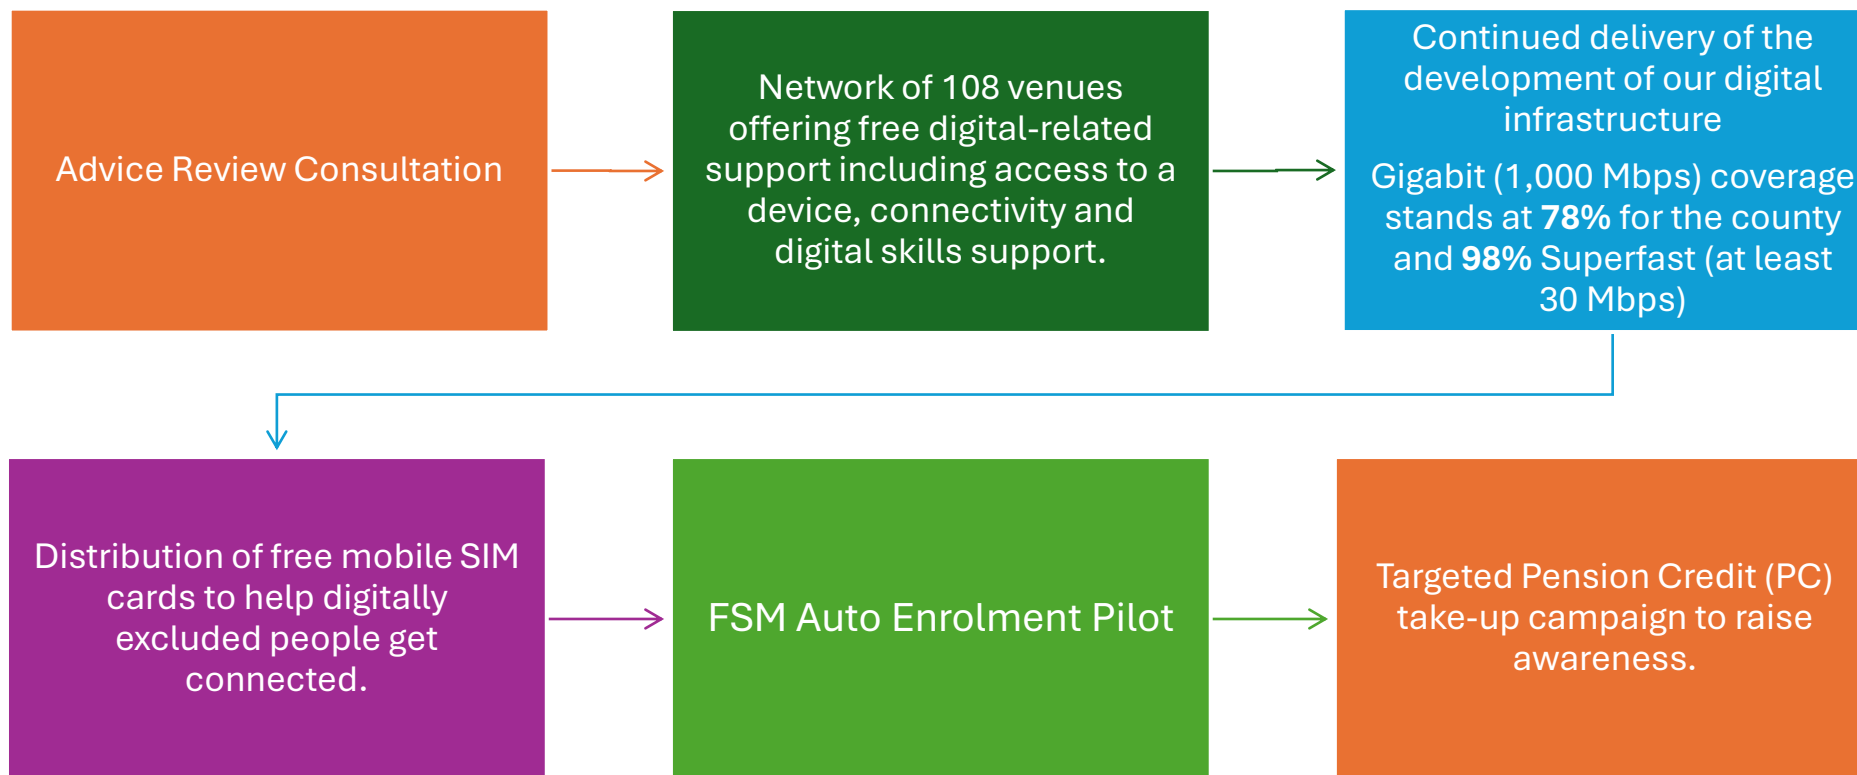 Advice Review Consultation
Network of 108 venues
offering free digital-related
support including access to a
device, connectivity and
digital skills support.
Continued delivery of the
development of our digital
infrastructure
Gigabit (1,000 Mbps) coverage
stands at 78% for the county
and 98% Superfast (at least
30 Mbps)
Distribution of free mobile SIM
cards to help digitally
excluded people get
connected.
FSM Auto Enrolment Pilot
Targeted Pension Credit (PC)
take-up campaign to raise
awareness.